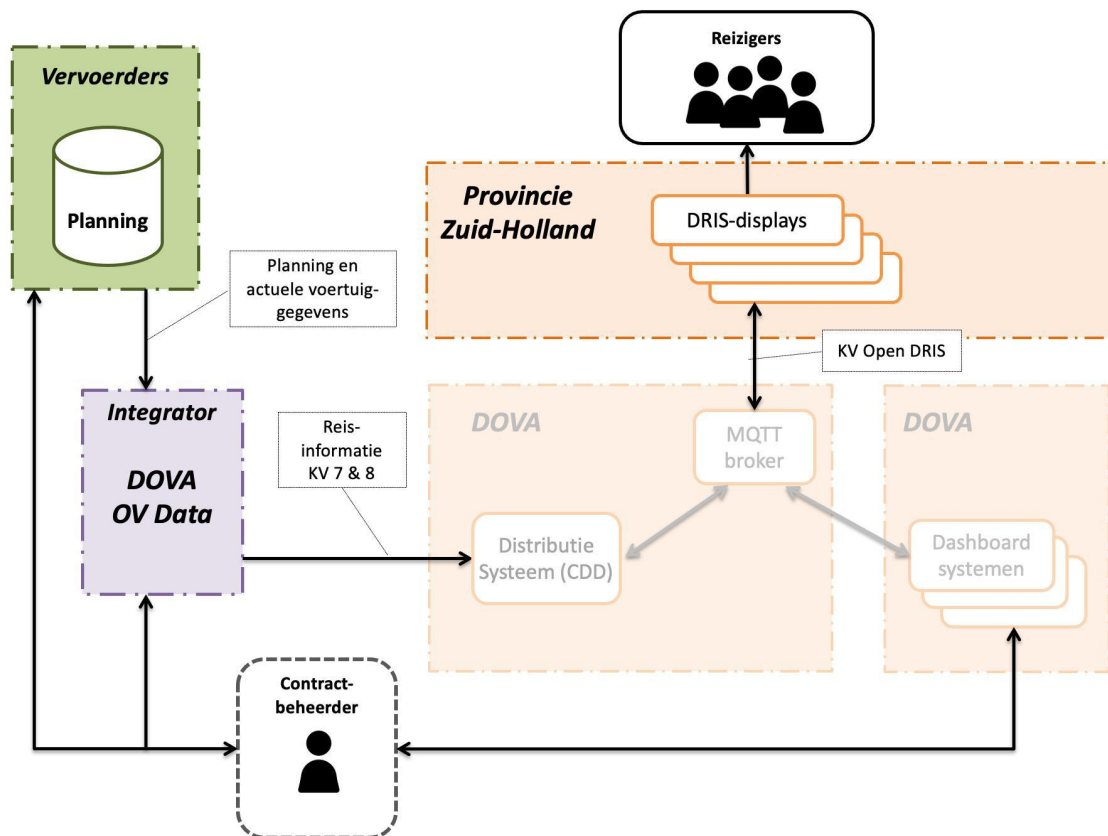 Vervoerders
Planning
Reizigers
Provincie
Zuid-Holland
DRIS-displays
Planning en
actuele voertuig-
gegevens
KV Open DRIS
Integrator
DOVA
OV Data
Reis-
informatie
KV 7 & 8
DOVA
MQTT
broker
Distributie
Systeem (CDD)
DOVA
Dashboard
systemen
Contract-
beheerder